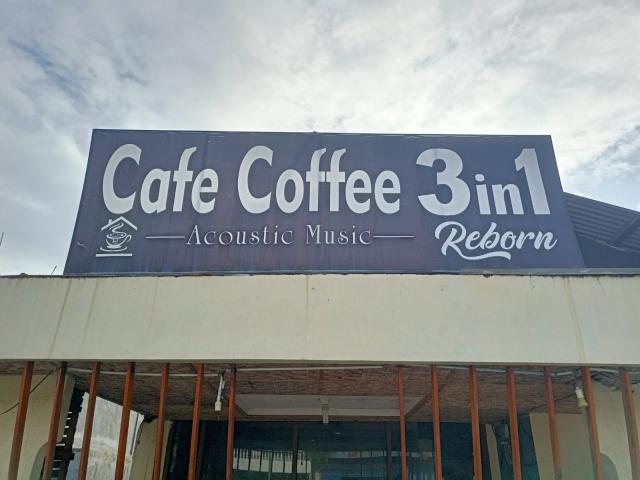 Cafe Coffee 3in1
Acoustic Music
Reborn